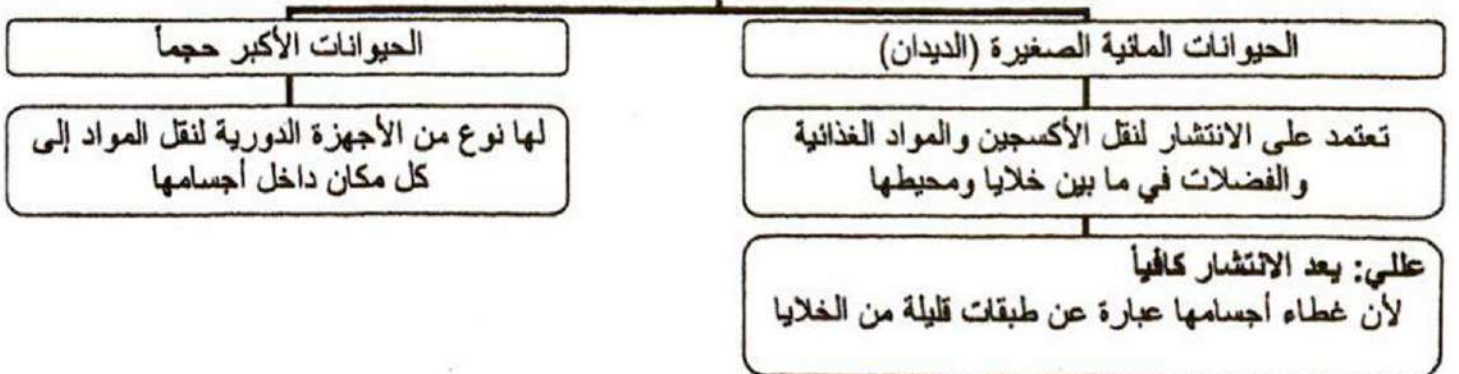 الحيوانات المائية الصغيرة (الديدان)
تعتمد على الانتشار لنقل الأكسجين والمواد الغذائية
والفضلات في ما بين خلايا ومحيطها
عللي: يعد الانتشار كافياً
لأن غطاء أجسامها عبارة عن طبقات قليلة من الخلايا
الحيوانات الأكبر حجماً
لها نوع من الأجهزة الدورية لنقل المواد إلى
كل مكان داخل أجسامها